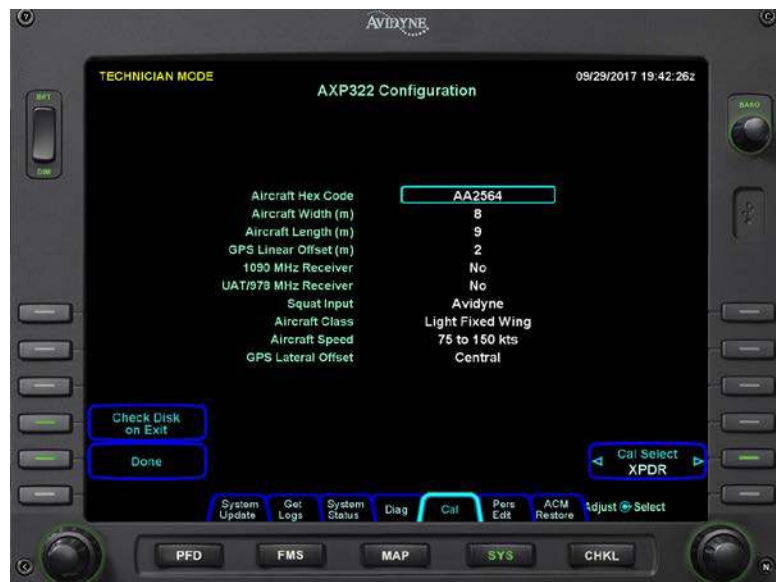 AVIDYNE
TECHNICIAN MODE
AXP322 Configuration
09/29/2017 19:42:26z
BRT
DIM
BARO
Aircraft Hex Code AA2564
Aircraft Width (m) 8
Aircraft Length (m) 9
GPS Linear Offset (m) 2
1090 MHz Receiver No
UAT/978 MHz Receiver No
Squat Input Avidyne
Aircraft Class Light Fixed Wing
Aircraft Speed 75 to 150 kts
GPS Lateral Offset Central
Check Disk
on Exit
Done
Cal Select
XPDR
System
Update
Get
Logs
System
Status
Diag
Cal
Pers
Edit
ACM
Restore
Adjust Select
PFD
FMS
MAP
SYS
CHKL